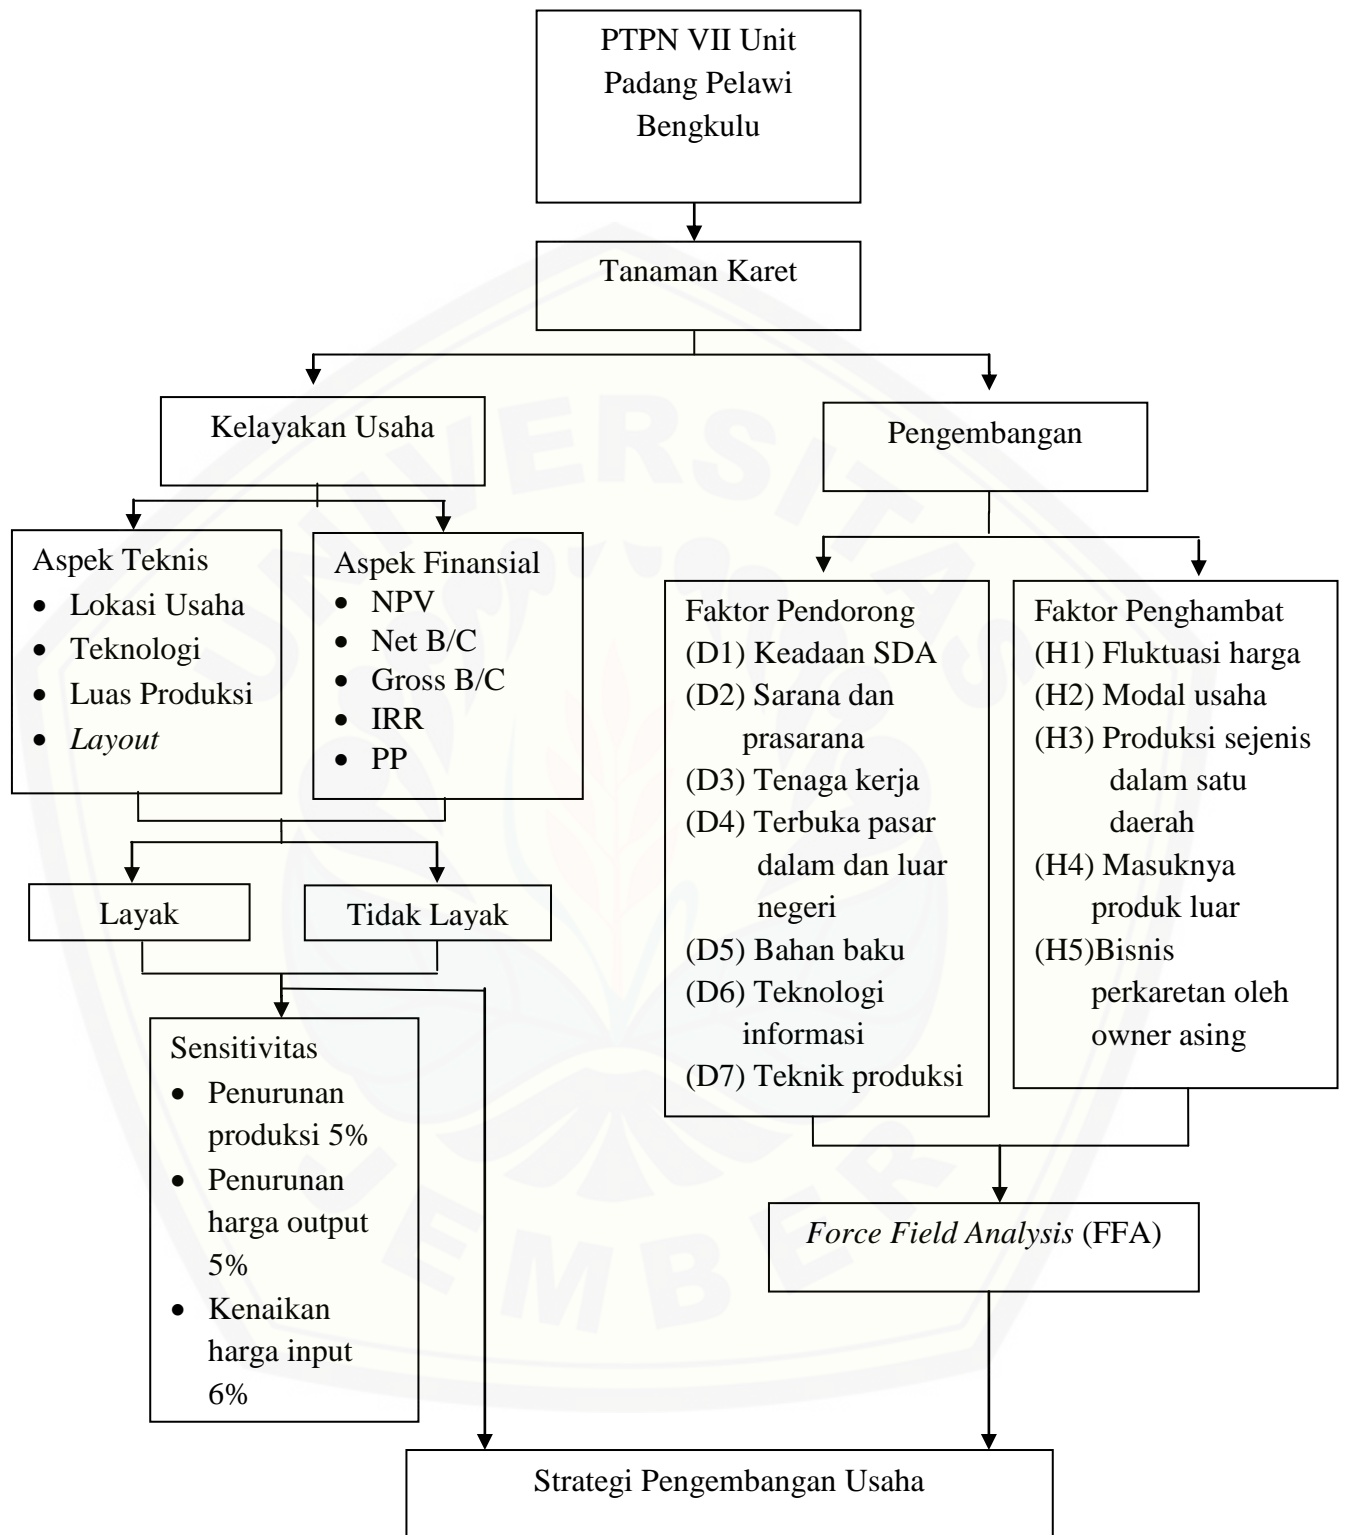 PTPN VII Unit
Padang Pelawi
Bengkulu
Tanaman Karet
Kelayakan Usaha
Pengembangan
Aspek Teknis
• Lokasi Usaha
• Teknologi
• Luas Produksi
• Layout
Aspek Finansial
• NPV
• Net B/C
• Gross B/C
• IRR
• PP
Faktor Pendorong
(D1) Keadaan SDA
(D2) Sarana dan
prasarana
(D3) Tenaga kerja
(D4) Terbuka pasar
dalam dan luar
negeri
(D5) Bahan baku
(D6) Teknologi
informasi
(D7) Teknik produksi
Faktor Penghambat
(H1) Fluktuasi harga
(H2) Modal usaha
(H3) Produksi sejenis
dalam satu
daerah
(H4) Masuknya
produk luar
(H5)Bisnis
perkaretan oleh
owner asing
Layak
Tidak Layak
Sensitivitas
• Penurunan
produksi 5%
• Penurunan
harga output
5%
• Kenaikan
harga input
6%
Force Field Analysis (FFA)
Strategi Pengembangan Usaha
UNIVERSITAS
JEMBER